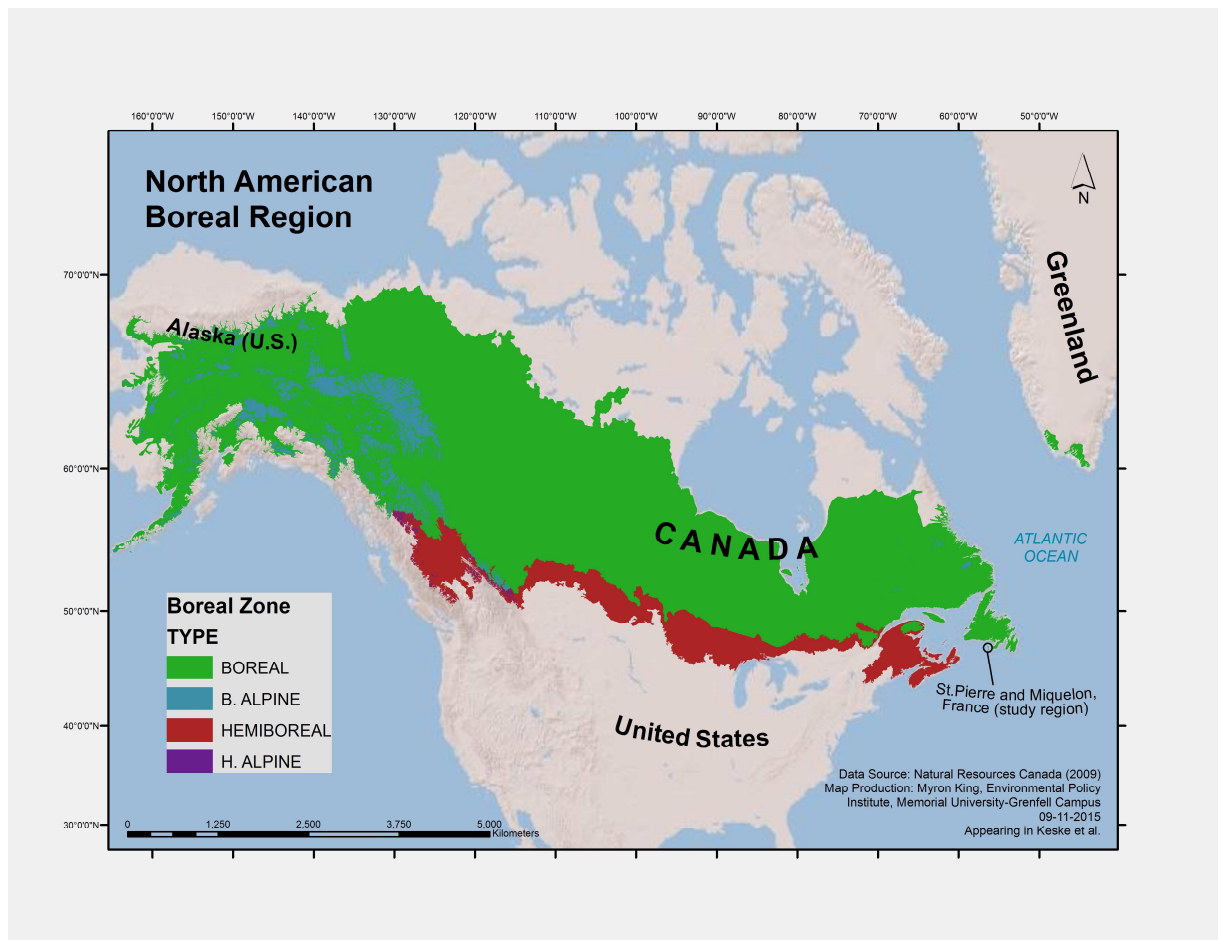 160°0'0"W 150°0'0"W 140°0'0"W 130°0'0"W 120°0'0"W 110°0'0"W 100°0'0"W 90°0'0"W 80°0'0"W 70°0'0"W 60°0'0"W 50°0'0"W
North American
Boreal Region
N
70°0'0"N
Greenland
Alaska (U.S.)
60°0'0"N
CANADA
ATLANTIC
OCEAN
50°0'0"N
Boreal Zone
TYPE
BOREAL
B. ALPINE
HEMIBOREAL
H. ALPINE
St.Pierre and Miquelon,
France (study region)
40°0'0"N
United States
Data Source: Natural Resources Canada (2009)
Map Production: Myron King, Environmental Policy
Institute, Memorial University-Grenfell Campus
09-11-2015
Appearing in Keske et al.
30°0'0"N
0 1,250 2,500 3,750 5,000
Kilometers